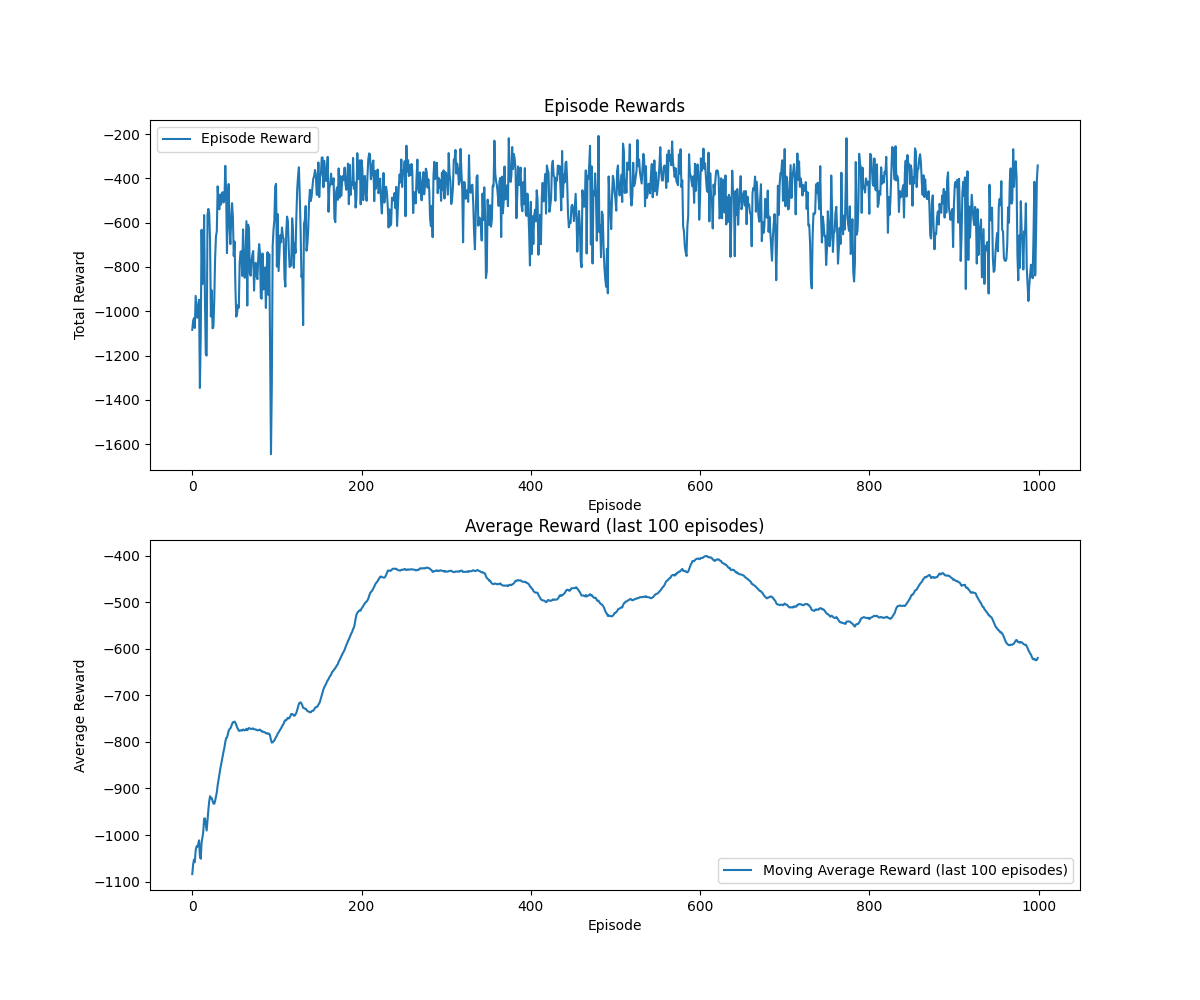 Episode Rewards
Episode Reward
Total Reward
−200
−400
−600
−800
−1000
−1200
−1400
−1600
0 200 400 600 800 1000
Episode
Average Reward (last 100 episodes)
Average Reward
−400
−500
−600
−700
−800
−900
−1000
−1100
Moving Average Reward (last 100 episodes)
0 200 400 600 800 1000
Episode